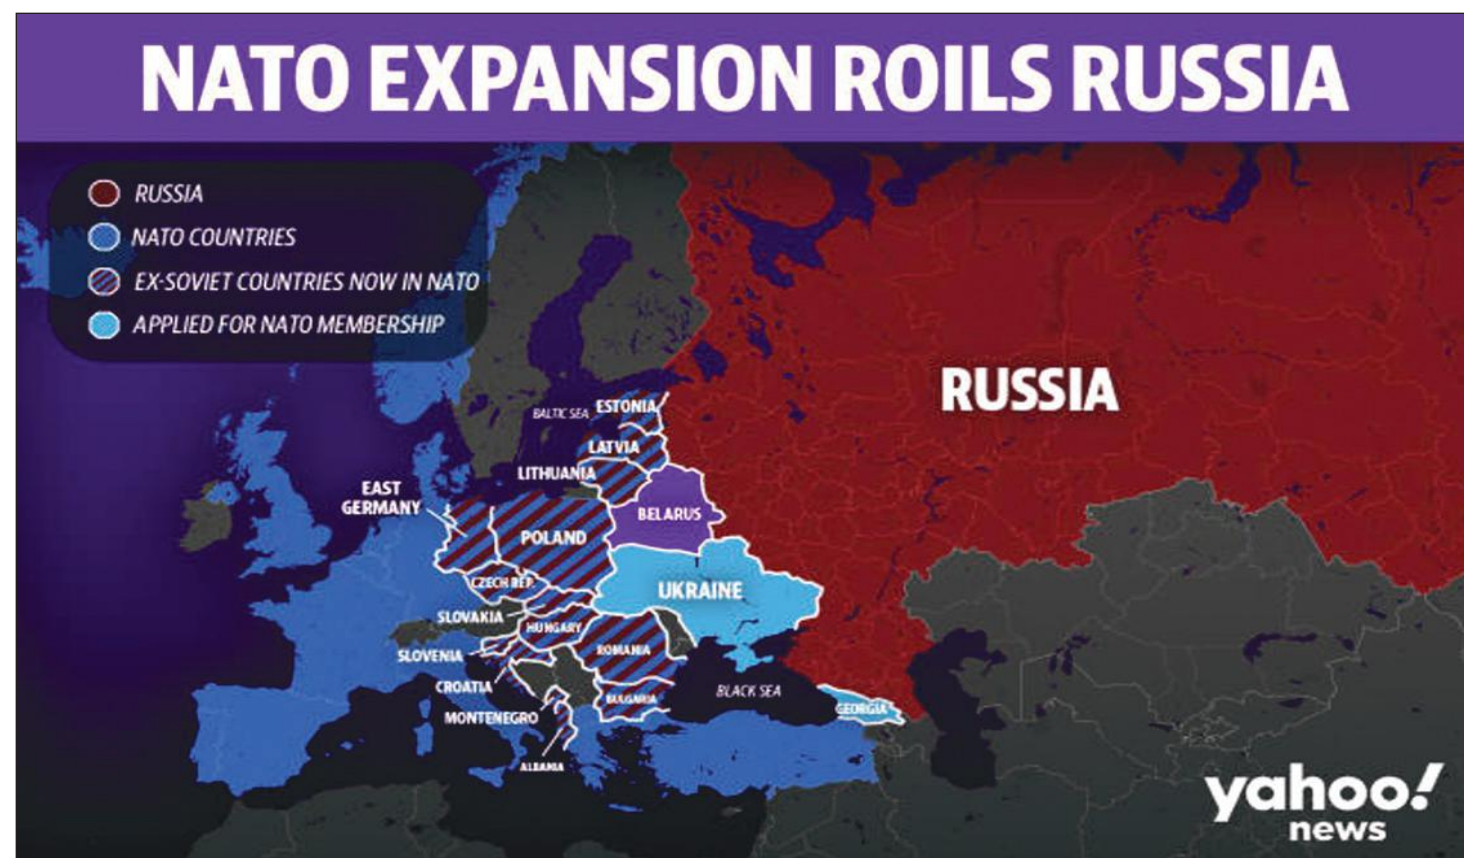 NATO EXPANSION ROILS RUSSIA
RUSSIA
NATO COUNTRIES
EX-SOVIET COUNTRIES NOW IN NATO
APPLIED FOR NATO MEMBERSHIP
RUSSIA
BALTIC SEA
ESTONIA
LATVIA
LITHUANIA
EAST
GERMANY
BELARUS
POLAND
CZECH REP.
UKRAINE
SLOVAKIA
HUNGARY
SLOVENIA
ROMANIA
CROATIA
BLACK SEA
BULGARIA
GEORGIA
MONTENEGRO
ALBANIA
yahoo!
news